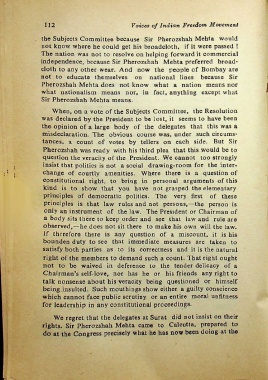 112 Voices of Indian Freedom Movement
the Subjects Committee because Sir Pherozshah Mehta would
not know where he could get his broadcloth, if it were passed !
The nation was not to resolve on helping forward it commercial
independence, because Sir Pherozshah Mehta preferred broad-
cloth to any other wear. And now the people of Bombay are
not to educate themselves on national lines because Sir
Pherozshah Mehta does not know what a nation means nor
what nationalism means nor, in fact, anything except what
Sir Pherozshah Mehta means.
When, on a vote of the Subjects Committee, the Resolution
was declared by the President to be lost, it seems to have been
the opinion of a large body of the delegates that this was a
misdeclaration. The obvious course was, under such circums-
tances, a count of votes by tellers on each side. But Sir
Pherozshah was ready with his third plea that this would be to
question the veracity of the President. We cannot too strongly
insist that politics is not a social drawing-room for the inter-
change of courtly amenities. Where there is a question of
constitutional right, to bring in personal arguments of this
kind is to show that you have not grasped the elementary
principles of democratic politics. The very first of these
principles is that law rules and not persons,—the person is
only an instrument of the law. The President or Chairman of
a body sits there to keep order and see that law and rule are
observed,—he does not sit there to make his own will the law.
If threfore there is any question of a miscount, it is his
bounden duty to see that immediate measures are taken to
satisfy both parties as to its correctness and it is the natural
right of the members to demand such a count. That right ought
not to be waived in deference to the tender delicacy of a
Chairman's self-love, nor has he or his friends any right to
talk nonsense about his veracity being questioned or himself
being insulted. Such mouthings show either a guilty conscience
which cannot face public scrutiny or an entire moral unfitness
for leadership in any constitutional proceedings.
We regret that the delegates at Surat did not insist on their
rights. Sir Pherozshah Mehta came to Calcutta, prepared to
do at the Congress precisely what he has now been doing at the